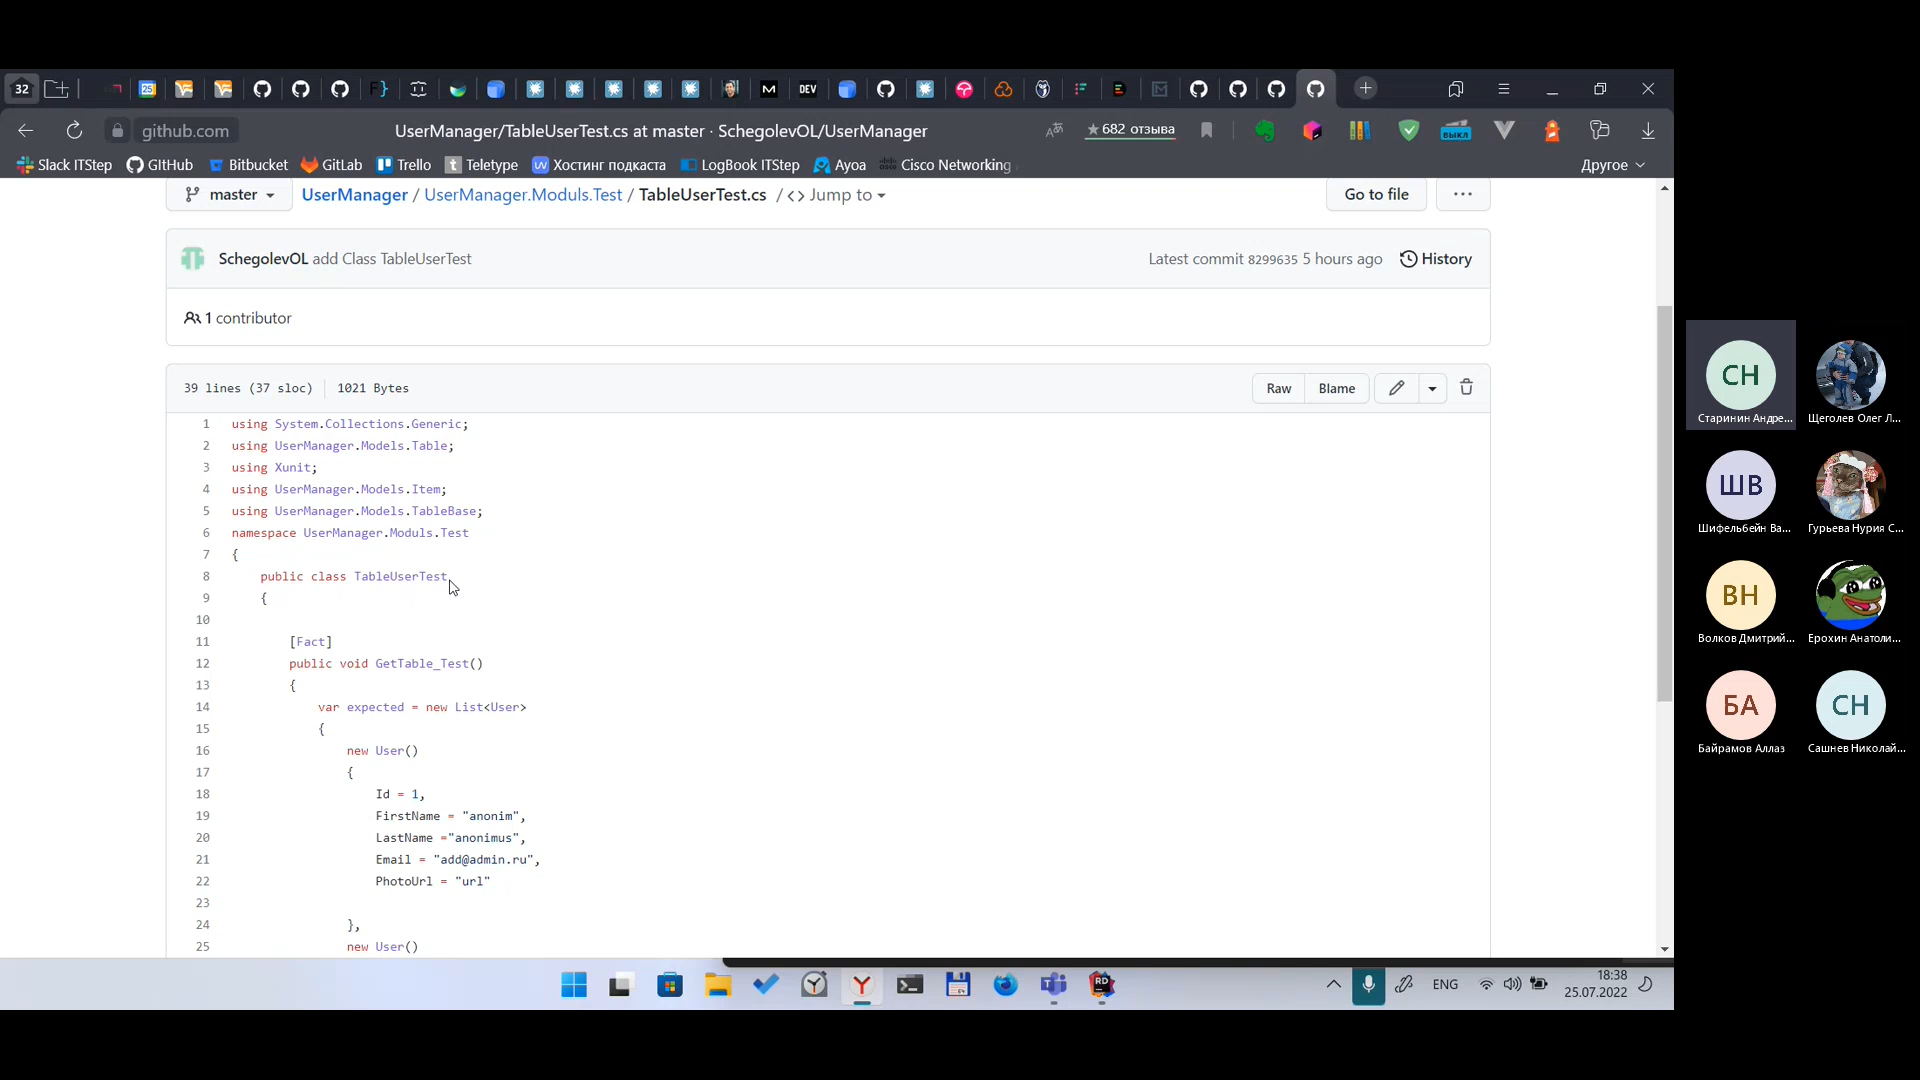 32
25
DEV
github.com
UserManager/TableUserTest.cs at master · SchegolevOL/UserManager
★682 отзыва
ВЫКЛ
Slack ITStep
GItHub
Bitbucket
GitLab
Trello
Teletype
Хостинг подкаста
LogBook ITStep
Ayoa
Cisco Networking
Другое
master
UserManager / UserManager.Moduls.Test / TableUserTest.cs / <> Jump to
Go to file
...
SchegolevOL add Class TableUserTest
Latest commit 8299635 5 hours ago
History
1 contributor
39 lines (37 sloc) 1021 Bytes
Raw
Blame
1 using System.Collections.Generic;
2 using UserManager.Models.Table;
3 using Xunit;
4 using UserManager.Models.Item;
5 using UserManager.Models.TableBase;
6 namespace UserManager.Moduls.Test
7 {
8 public class TableUserTest
9 {
10
11 [Fact]
12 public void GetTable_Test()
13 {
14 var expected = new List<User>
15 {
16 new User()
17 {
18 Id = 1,
19 FirstName = "anonim",
20 LastName ="anonimus",
21 Email = "add@admin.ru",
22 PhotoUrl = "url"
23
24 },
25 new User()
ENG
18:38
25.07.2022
СН
Старинин Андре...
Щеголев Олег Л...
ШВ
Шифельбейн Ва...
Гурьева Нурия С...
ВН
Волков Дмитрий...
Ерохин Анатоли...
БА
Байрамов Аллаз
СН
Сашнев Николай...